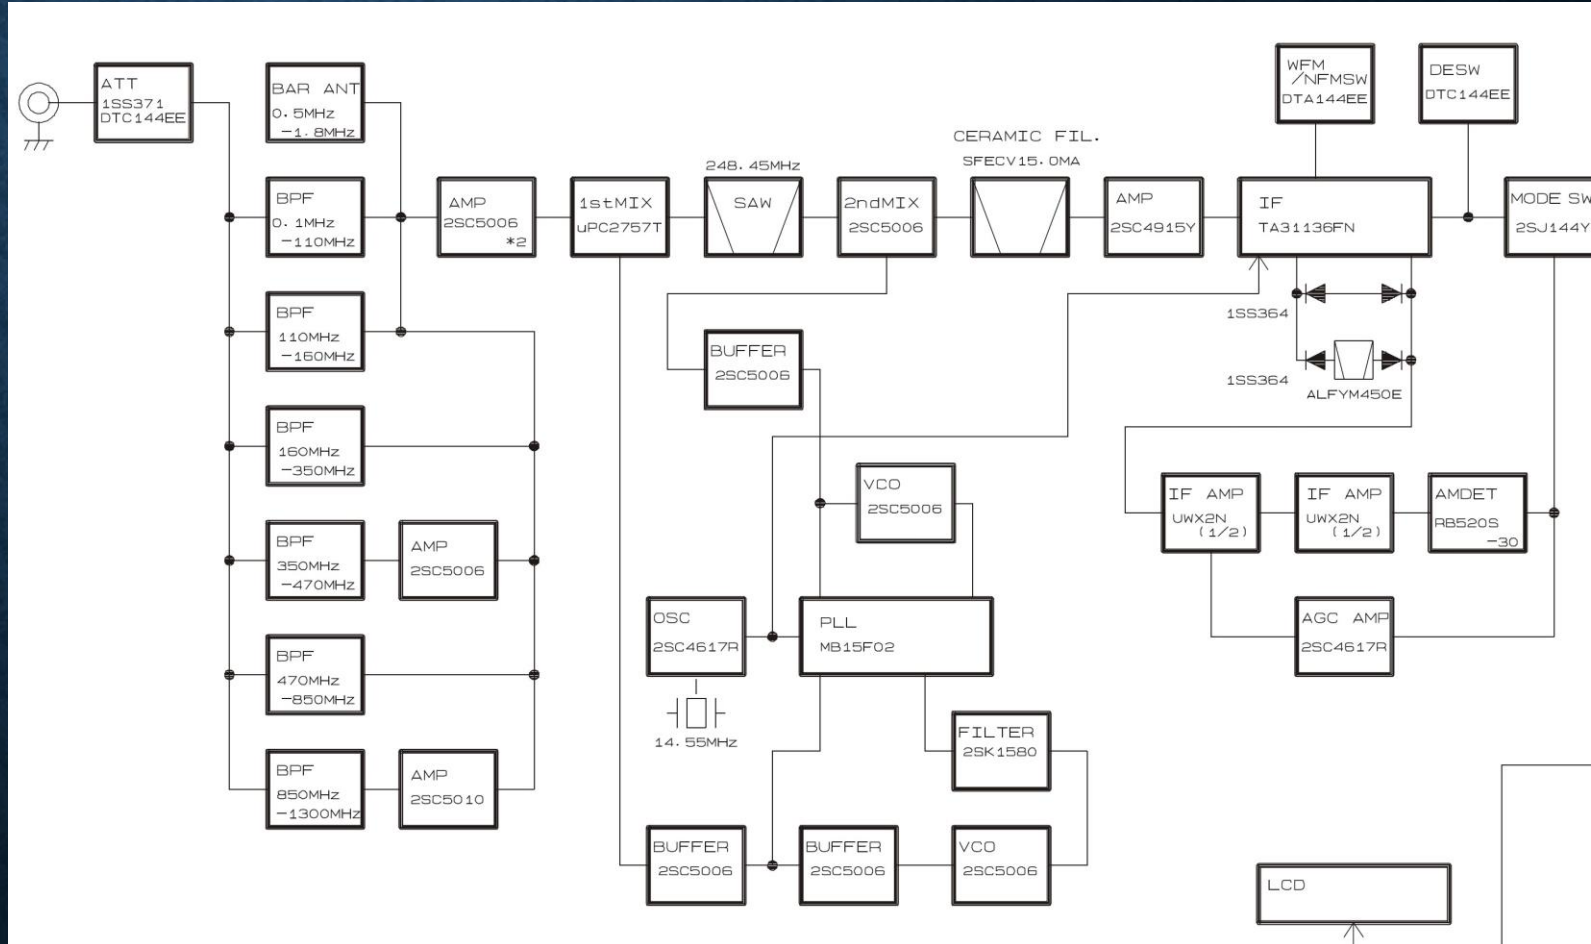 ATT
1SS371
DTC144EE
BAR ANT
0.5MHz
-1.8MHz
BPF
0.1MHz
-110MHz
BPF
110MHz
-160MHz
BPF
160MHz
-350MHz
BPF
350MHz
-470MHz
AMP
2SC5006
BPF
470MHz
-850MHz
BPF
850MHz
-1300MHz
AMP
2SC5010
AMP
2SC5006
*2
1stMIX
uPC2757T
248.45MHz
SAW
2ndMIX
2SC5006
CERAMIC FIL.
SFECV15.0MA
AMP
2SC4915Y
WFM
/NFMSW
DTA144EE
DESW
DTC144EE
IF
TA31136FN
MODE SW
2SJ144Y
1SS364
1SS364
ALFYM450E
BUFFER
2SC5006
VCO
2SC5006
OSC
2SC4617R
14.55MHz
PLL
MB15F02
FILTER
2SK1580
BUFFER
2SC5006
BUFFER
2SC5006
VCO
2SC5006
IF AMP
UWX2N
(1/2)
IF AMP
UWX2N
(1/2)
AMDET
RB520S
-30
AGC AMP
2SC4617R
LCD